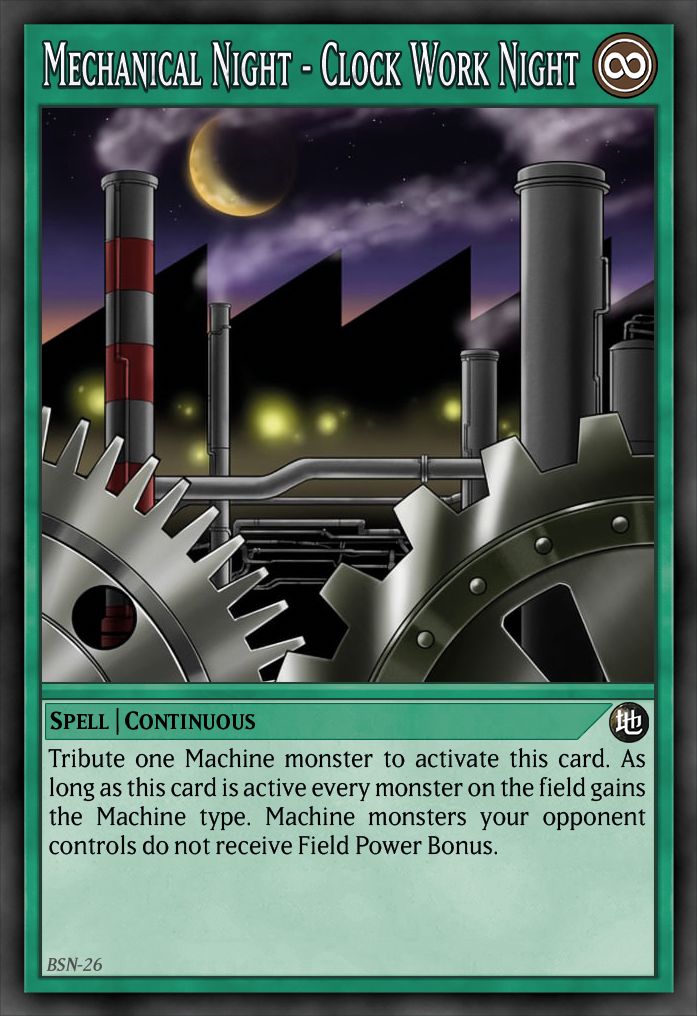 Mechanical Night - Clock Work Night
Spell | Continuous
Tribute one Machine monster to activate this card. As
long as this card is active every monster on the field gains
the Machine type. Machine monsters your opponent
controls do not receive Field Power Bonus.
BSN-26